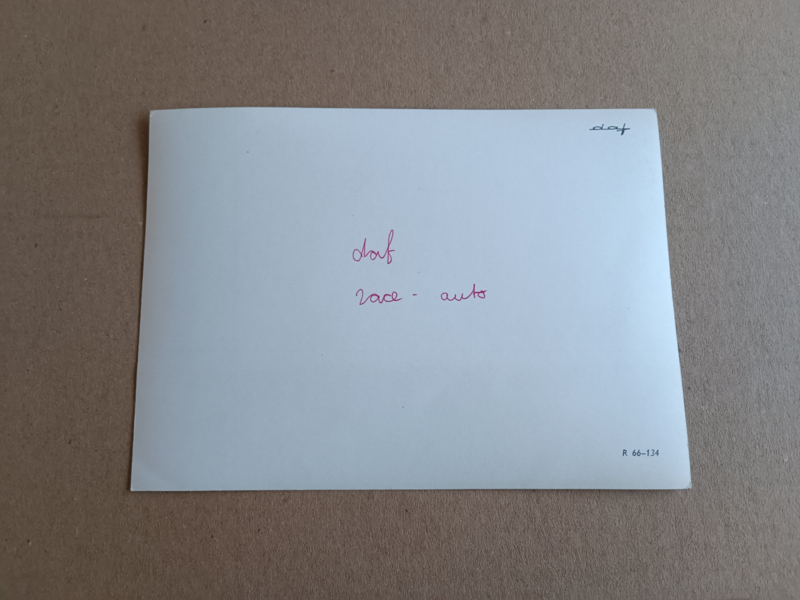 daf
daf
race - auto
R 66-134